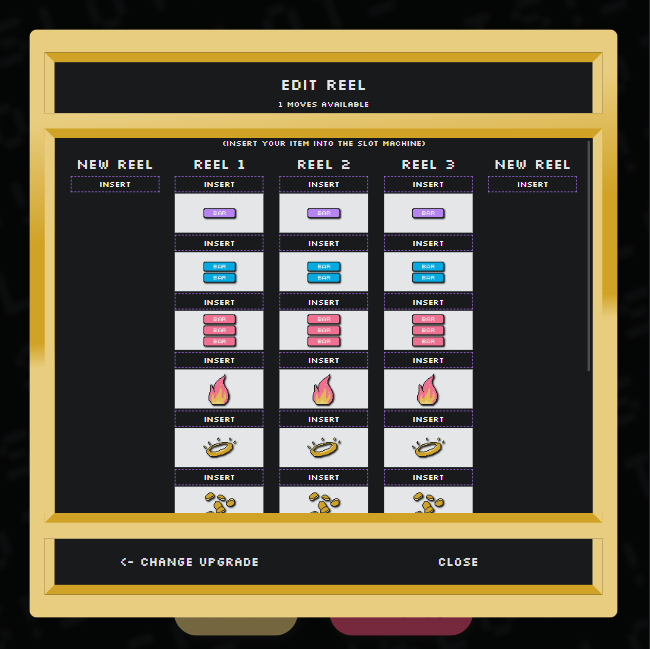 EDIT REEL
1 MOVES AVAILABLE
(INSERT YOUR ITEM INTO THE SLOT MACHINE)
NEW REEL REEL 1 REEL 2 REEL 3 NEW REEL
INSERT INSERT INSERT INSERT INSERT
BAR BAR BAR
INSERT INSERT INSERT
BAR BAR BAR
BAR BAR BAR
INSERT INSERT INSERT
BAR BAR BAR
BAR BAR BAR
BAR BAR BAR
INSERT INSERT INSERT
INSERT INSERT INSERT
INSERT INSERT INSERT
<- CHANGE UPGRADE CLOSE